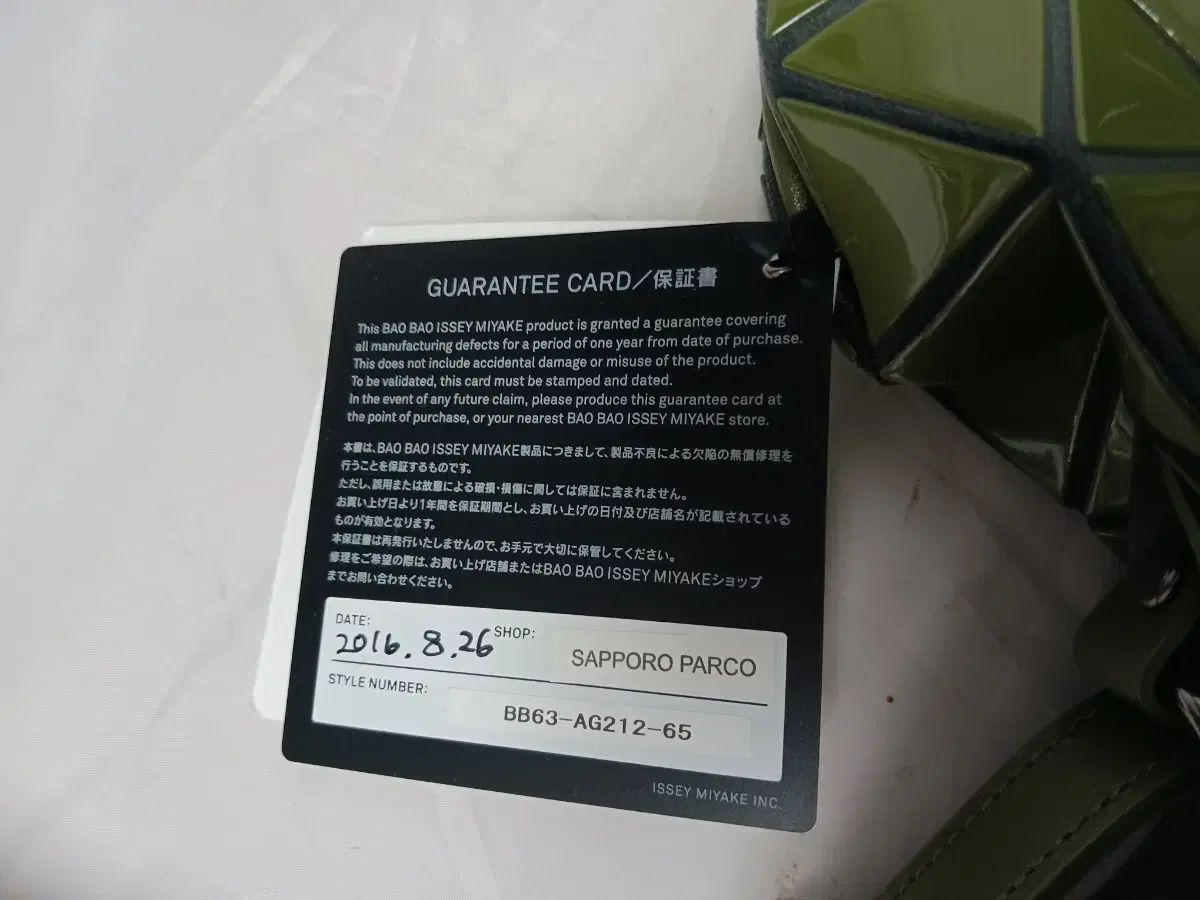 GUARANTEE CARD/保証書
This BAO BAO ISSEY MIYAKE product is granted a guarantee covering
all manufacturing defects for a period of one year from date of purchase.
This does not include accidental damage or misuse of the product.
To be validated, this card must be stamped and dated.
In the event of any future claim, please produce this guarantee card at
the point of purchase, or your nearest BAO BAO ISSEY MIYAKE store.
本書は、BAO BAO ISSEY MIYAKE製品につきまして、製品不良による欠陥の無償修理を
行うことを保証するものです。
ただし、誤用または故意による破損・損傷に関しては保証に含まれません。
お買い上げ日より1年間を保証期間とし、お買い上げの日付及び店舗名が記載されている
ものが有効となります。
本保証書は再発行いたしませんので、お手元で大切に保管してください。
修理をご希望の際は、お買い上げ店舗またはBAO BAO ISSEY MIYAKEショップ
までお問い合わせください。
DATE: 2016.8.26 SHOP: SAPPORO PARCO
STYLE NUMBER: BB63-AG212-65
ISSEY MIYAKE INC.